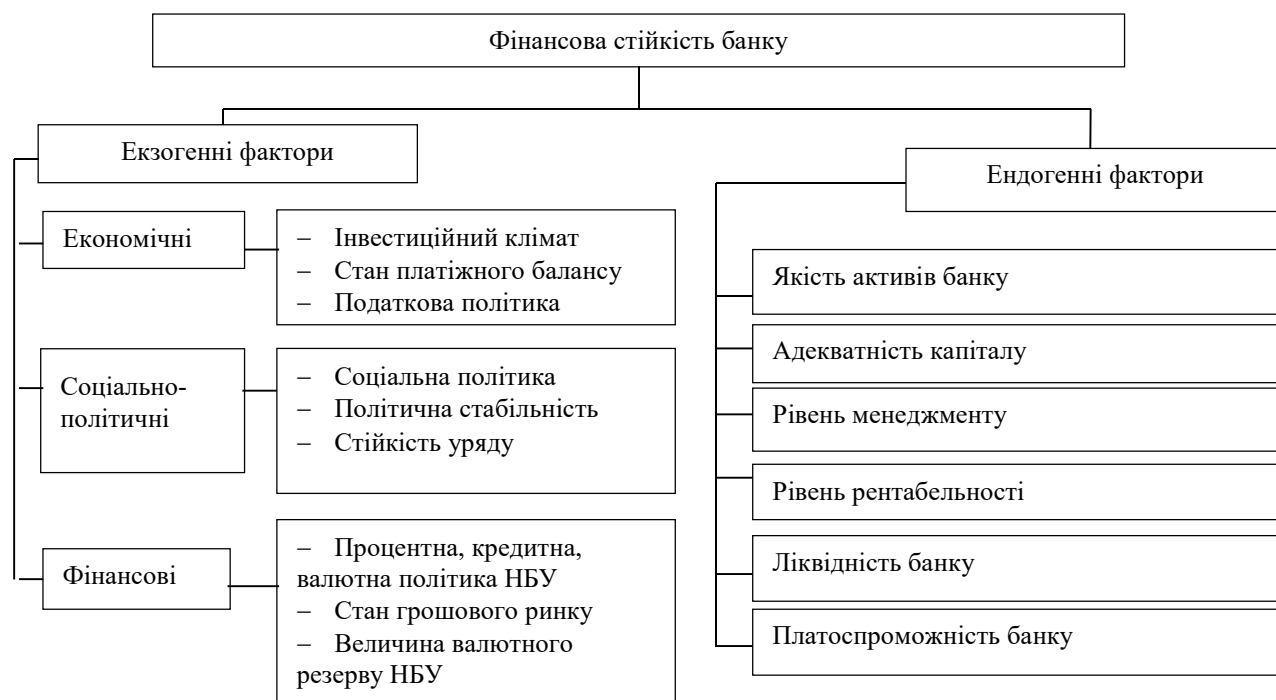 Фінансова стійкість банку
Екзогенні фактори
Економічні
– Інвестиційний клімат
– Стан платіжного балансу
– Податкова політика
Соціально-
політичні
– Соціальна політика
– Політична стабільність
– Стійкість уряду
Фінансові
– Процентна, кредитна,
валютна політика НБУ
– Стан грошового ринку
– Величина валютного
резерву НБУ
Ендогенні фактори
Якість активів банку
Адекватність капіталу
Рівень менеджменту
Рівень рентабельності
Ліквідність банку
Платоспроможність банку